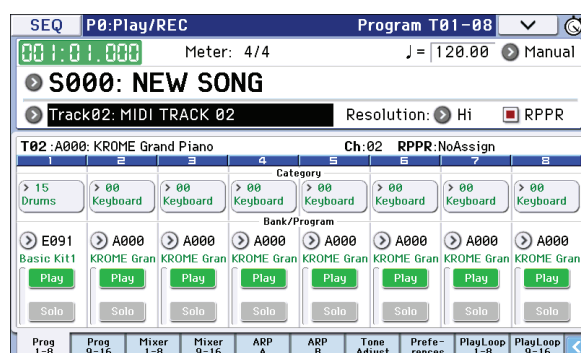 SEQ P0:Play/REC Program T01-08
001:01.000 Meter: 4/4 ♩= 120.00 Manual
S000: NEW SONG
Track02: MIDI TRACK 02 Resolution: Hi RPPR
T02 :A000: KROME Grand Piano Ch:02 RPPR:NoAssign
1 2 3 4 5 6 7 8
Category
> 15 > 00 > 00 > 00 > 00 > 00 > 00 > 00
Drums Keyboard Keyboard Keyboard Keyboard Keyboard Keyboard Keyboard
Bank/Program
E091 A000 A000 A000 A000 A000 A000 A000
Basic Kit1 KROME Gran KROME Gran KROME Gran KROME Gran KROME Gran KROME Gran KROME Gran
Play Play Play Play Play Play Play Play
Solo Solo Solo Solo Solo Solo Solo Solo
Prog Prog Mixer Mixer ARP ARP Tone Prefe- PlayLoop PlayLoop
1-8 9-16 1-8 9-16 A B Adjust rences 1-8 9-16